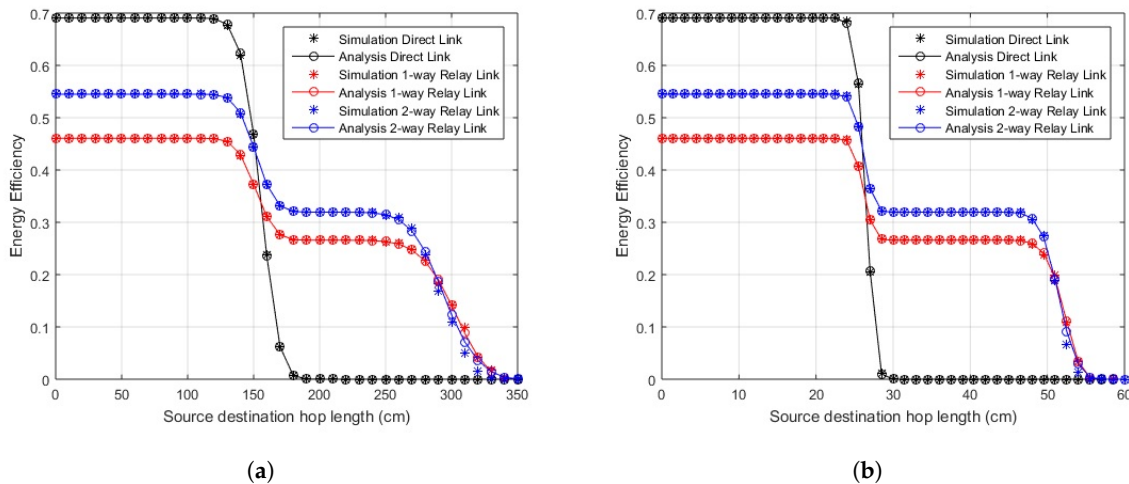 0.7
0.6
0.5
0.4
0.3
0.2
0.1
0
Energy Efficiency
Simulation Direct Link
Analysis Direct Link
Simulation 1-way Relay Link
Analysis 1-way Relay Link
Simulation 2-way Relay Link
Analysis 2-way Relay Link
0 50 100 150 200 250 300 350
Source destination hop length (cm)
(a)
0.7
0.6
0.5
0.4
0.3
0.2
0.1
0
Energy Efficiency
Simulation Direct Link
Analysis Direct Link
Simulation 1-way Relay Link
Analysis 1-way Relay Link
Simulation 2-way Relay Link
Analysis 2-way Relay Link
0 10 20 30 40 50 60
Source destination hop length (cm)
(b)